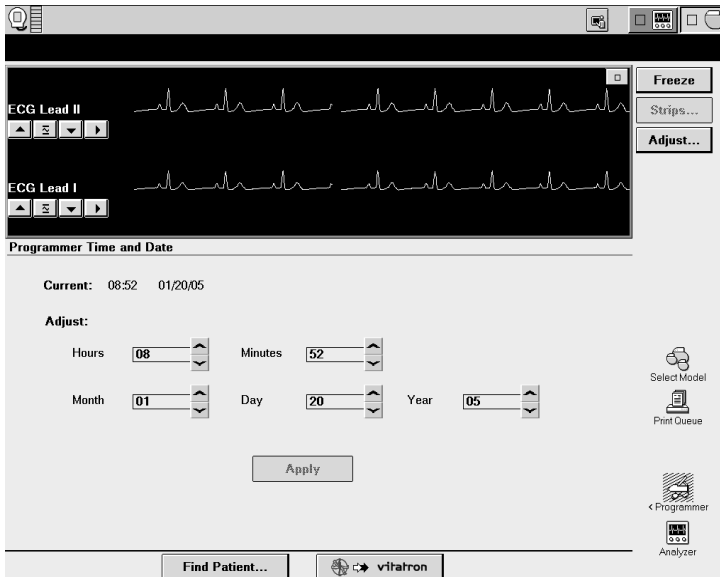 Freeze
ECG Lead II
Strips...
Adjust...
ECG Lead I
Programmer Time and Date
Current: 08:52 01/20/05
Adjust:
Hours 08 Minutes 52
Month 01 Day 20 Year 05
Select Model
Print Queue
Apply
< Programmer
Analyzer
Find Patient... vitatron